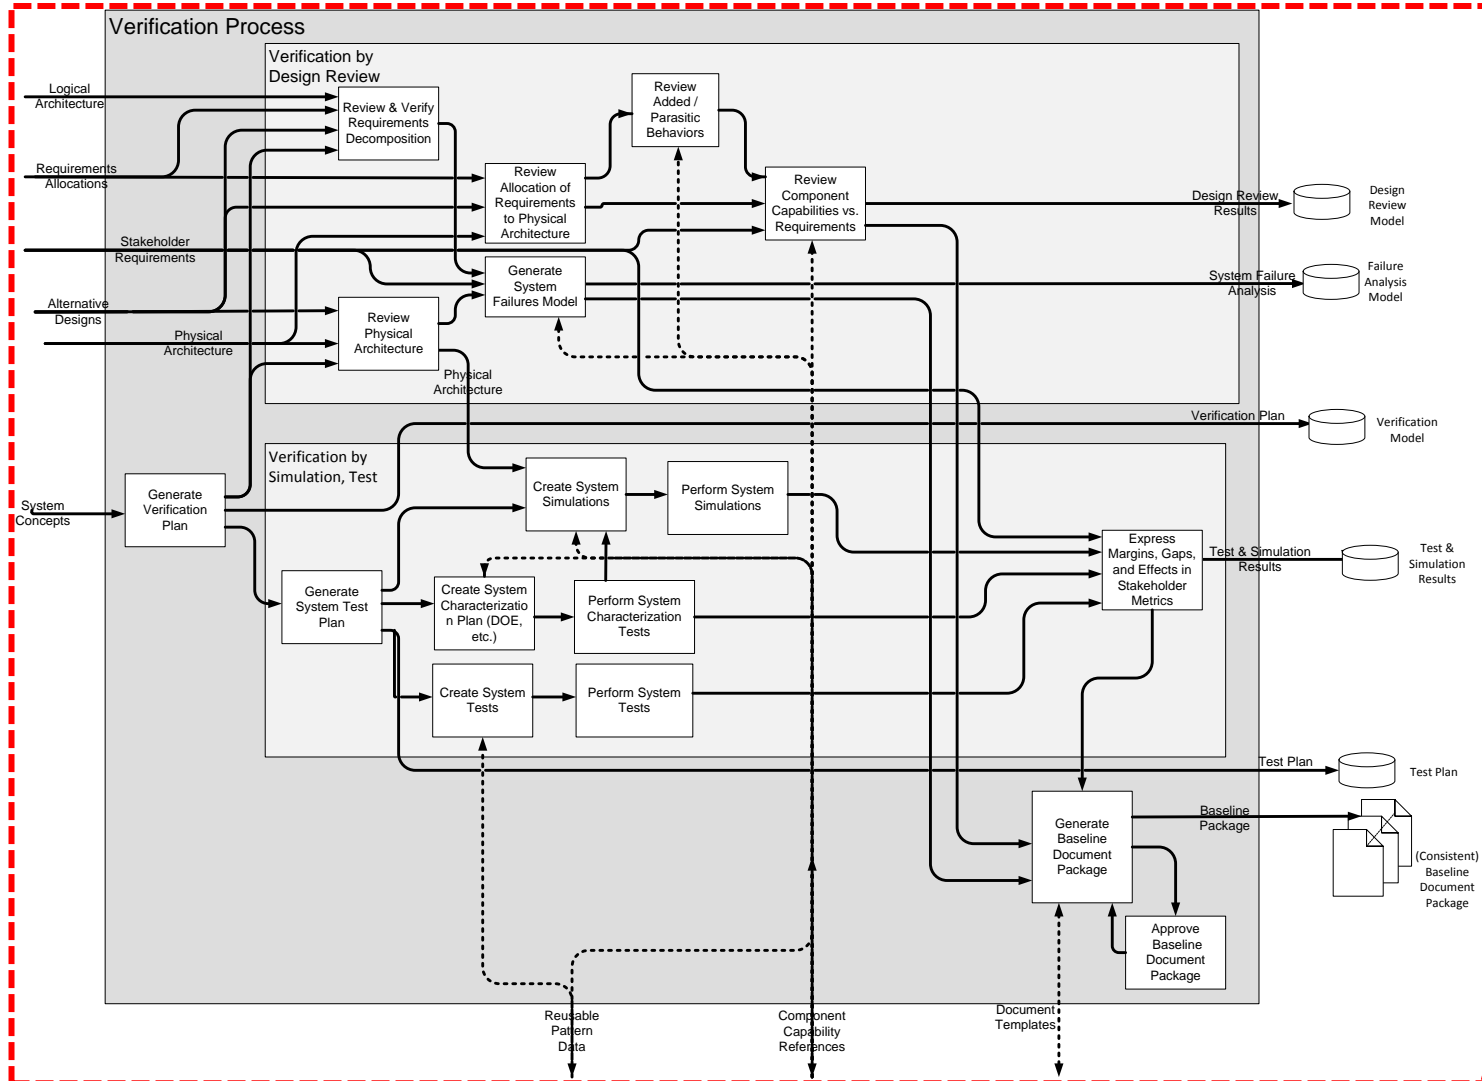 Verification Process
Verification by
Design Review
Logical
Architecture
Review & Verify
Requirements
Decomposition
Review
Added /
Parasitic
Behaviors
Requirements
Allocations
Review
Allocation of
Requirements
to Physical
Architecture
Review
Component
Capabilities vs.
Requirements
Design Review
Results
Design
Review
Model
Stakeholder
Requirements
Generate
System
Failures Model
System Failure
Analysis
Failure
Analysis
Model
Alternative
Designs
Physical
Architecture
Review
Physical
Architecture
Physical
Architecture
Verification Plan
Verification
Model
Verification by
Simulation, Test
System
Concepts
Generate
Verification
Plan
Create System
Simulations
Perform System
Simulations
Express
Margins, Gaps,
and Effects in
Stakeholder
Metrics
Test & Simulation
Results
Test &
Simulation
Results
Generate
System Test
Plan
Create System
Characterizatio
n Plan (DOE,
etc.)
Perform System
Characterization
Tests
Create System
Tests
Perform System
Tests
Test Plan
Test Plan
Generate
Baseline
Document
Package
Baseline
Package
(Consistent)
Baseline
Document
Package
Approve
Baseline
Document
Package
Reusable
Pattern
Data
Component
Capability
References
Document
Templates